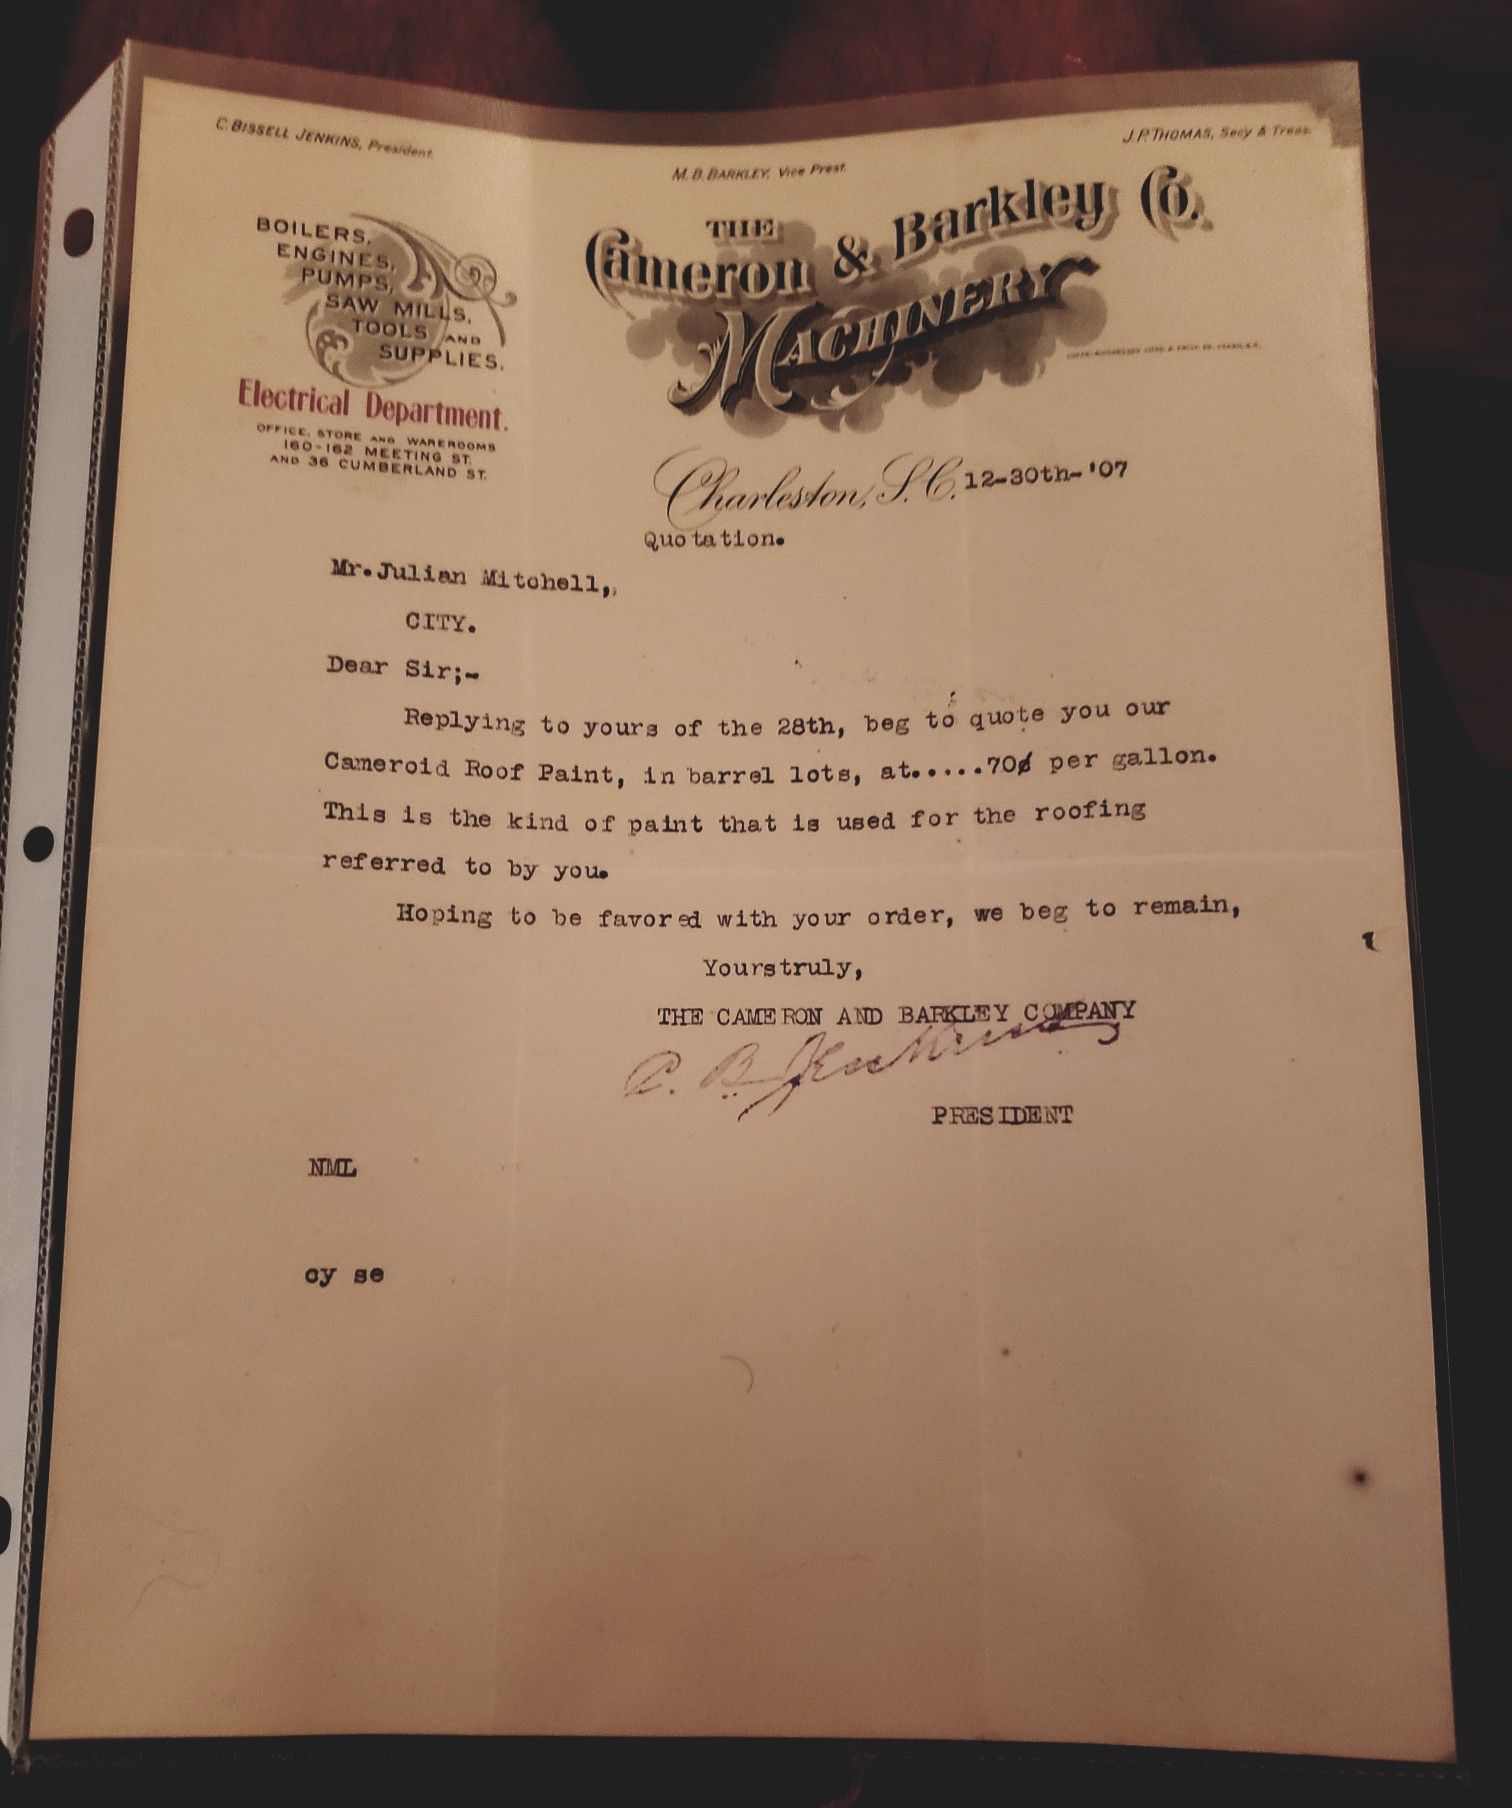 C. BISSELL JENKINS, President.
M. B. BARKLEY, Vice Prest.
J. P. THOMAS, Secy & Treas.
THE
Cameron & Barkley Co.
MACHINERY
BOILERS,
ENGINES,
PUMPS,
SAW MILLS,
TOOLS AND
SUPPLIES.
Electrical Department.
OFFICE, STORE AND WAREROOMS
160-162 MEETING ST.
AND 36 CUMBERLAND ST.
Charleston, S.C. 12-30th-'07
Quotation.
Mr.Julian Mitchell,,
CITY.
Dear Sir;-
Replying to yours of the 28th, beg to quote you our
Cameroid Roof Paint, in barrel lots, at.....70¢ per gallon.
This is the kind of paint that is used for the roofing
referred to by you.
Hoping to be favored with your order, we beg to remain,
Yourstruly,
THE CAMERON AND BARKLEY COMPANY
C. B. Jenkins
PRESIDENT
NML
cy se